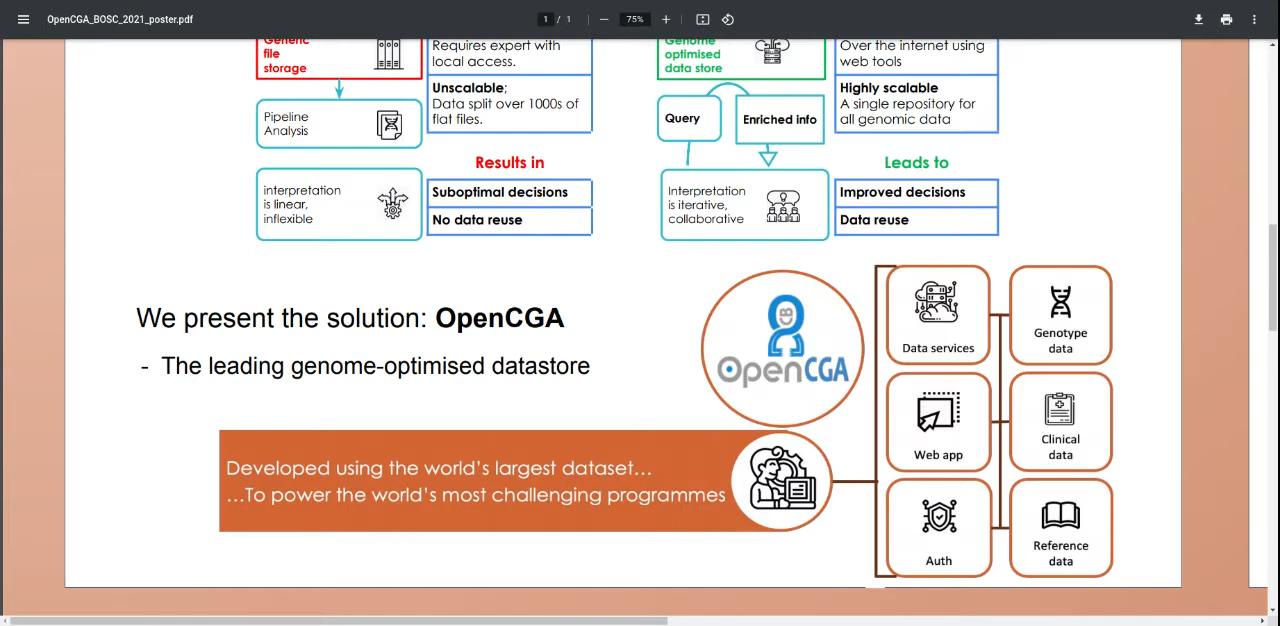 OpenCGA_BOSC_2021_poster.pdf
1 / 1
75%
Generic
file
storage
Requires expert with
local access.
Unscalable;
Data split over 1000s of
flat files.
Pipeline
Analysis
Results in
interpretation
is linear,
inflexible
Suboptimal decisions
No data reuse
Genome
optimised
data store
Over the internet using
web tools
Highly scalable
A single repository for
all genomic data
Query
Enriched info
Leads to
Interpretation
is iterative,
collaborative
Improved decisions
Data reuse
We present the solution: OpenCGA
- The leading genome-optimised datastore
OpenCGA
Developed using the world's largest dataset…
…To power the world's most challenging programmes
Data services
Genotype
data
Web app
Clinical
data
Auth
Reference
data